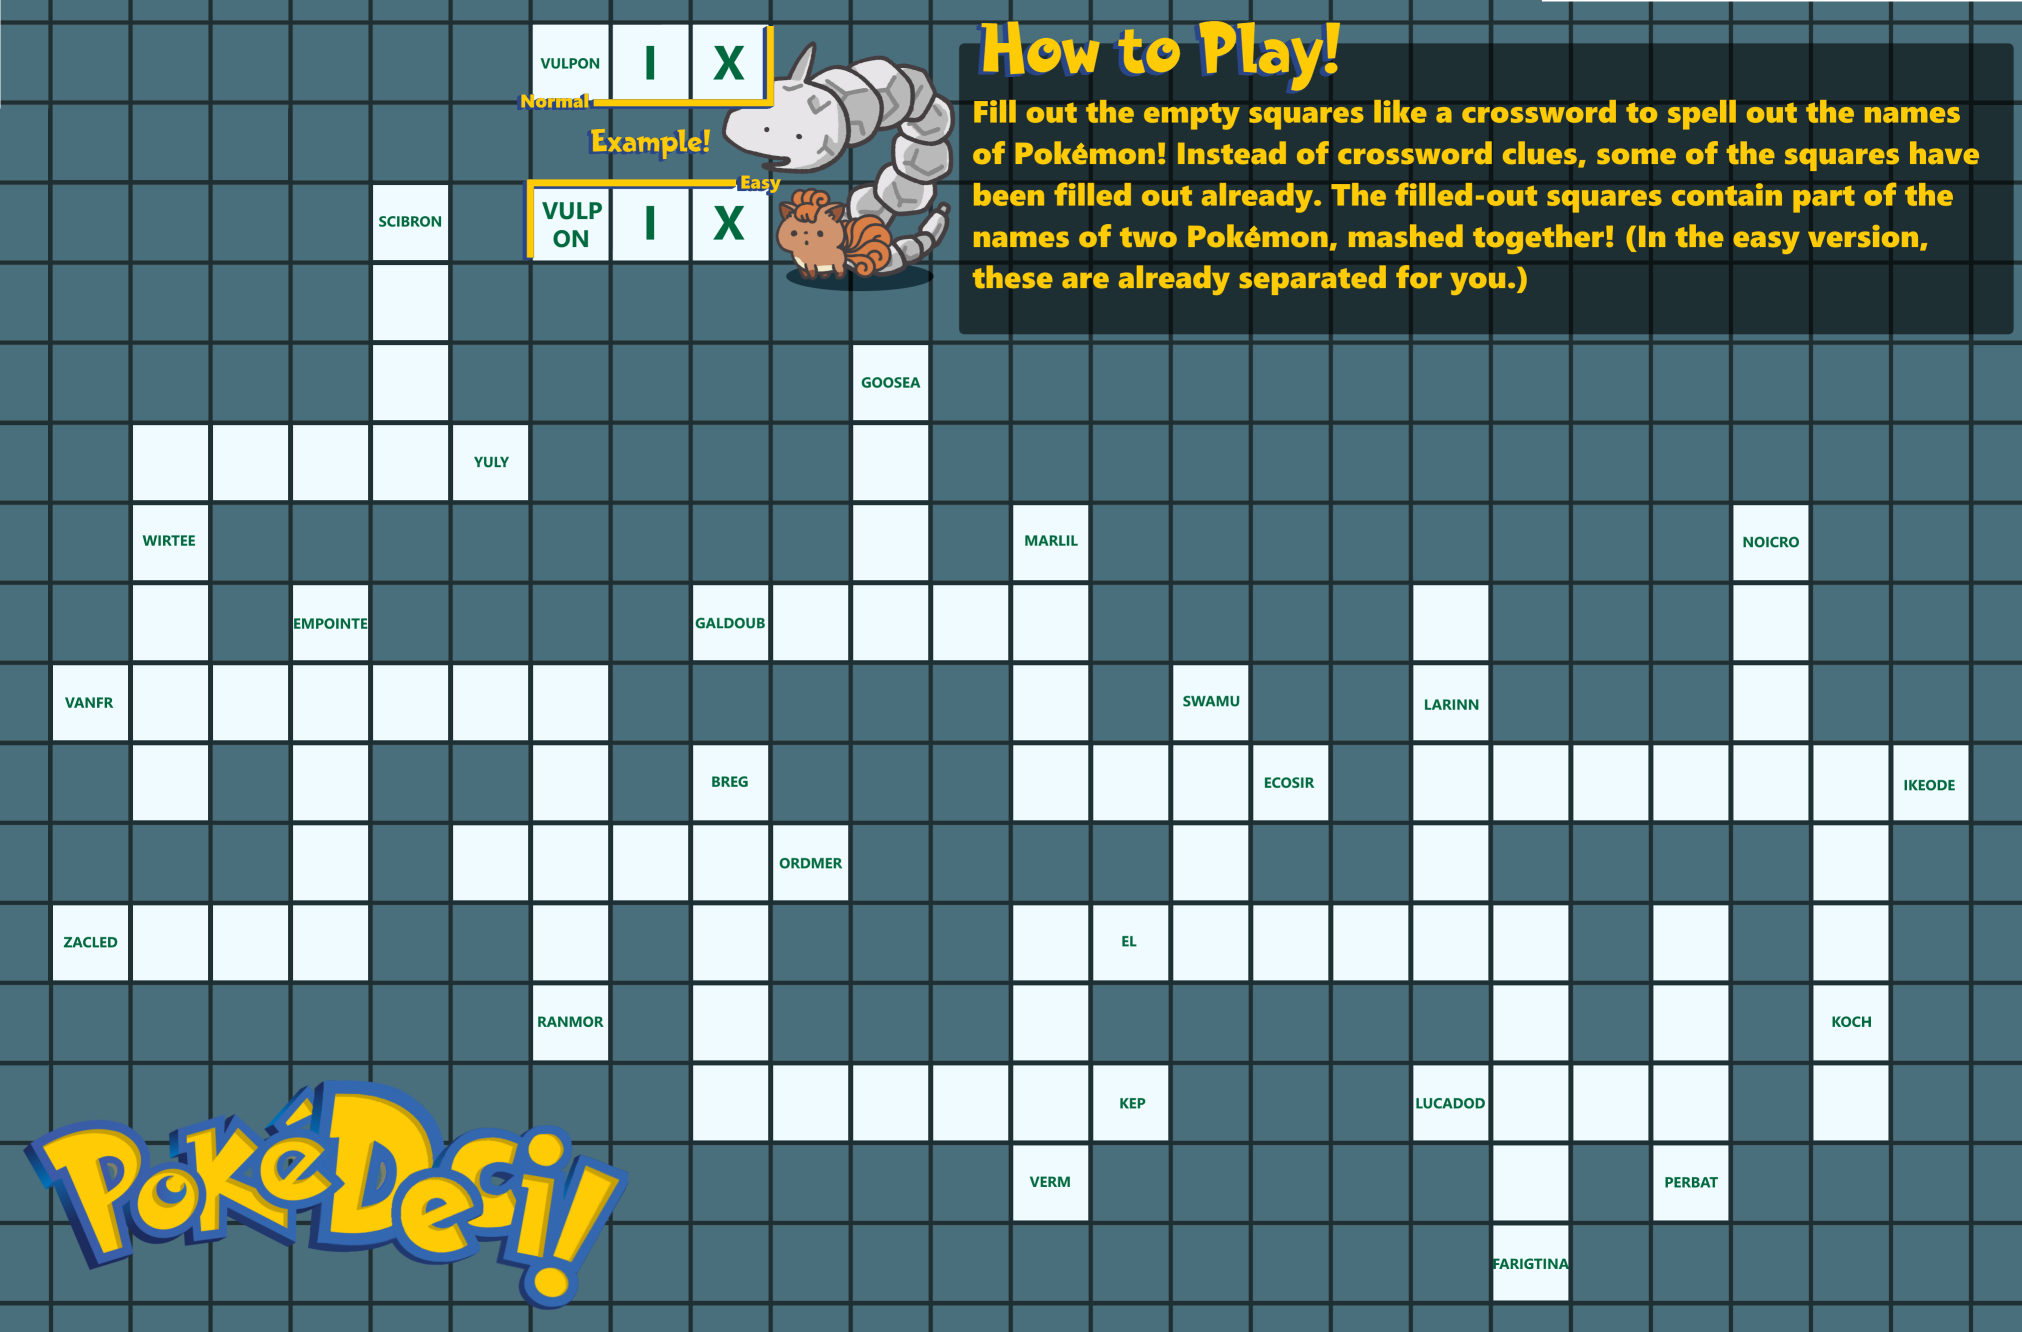 How to Play!
Fill out the empty squares like a crossword to spell out the names
of Pokémon! Instead of crossword clues, some of the squares have
been filled out already. The filled-out squares contain part of the
names of two Pokémon, mashed together! (In the easy version,
these are already separated for you.)
VULPON I X
Normal
Example!
Easy
VULP I X
ON
SCIBRON
GOOSEA
YULY
WIRTEE
MARLIL
NOICRO
EMPOINTE
GALDOUB
VANFR
SWAMU
LARINN
BREG
ECOSIR
IKEODE
ORDMER
ZACLED
EL
RANMOR
KOCH
KEP
LUCADOD
VERM
PERBAT
FARIGTINA
PokéDeci!